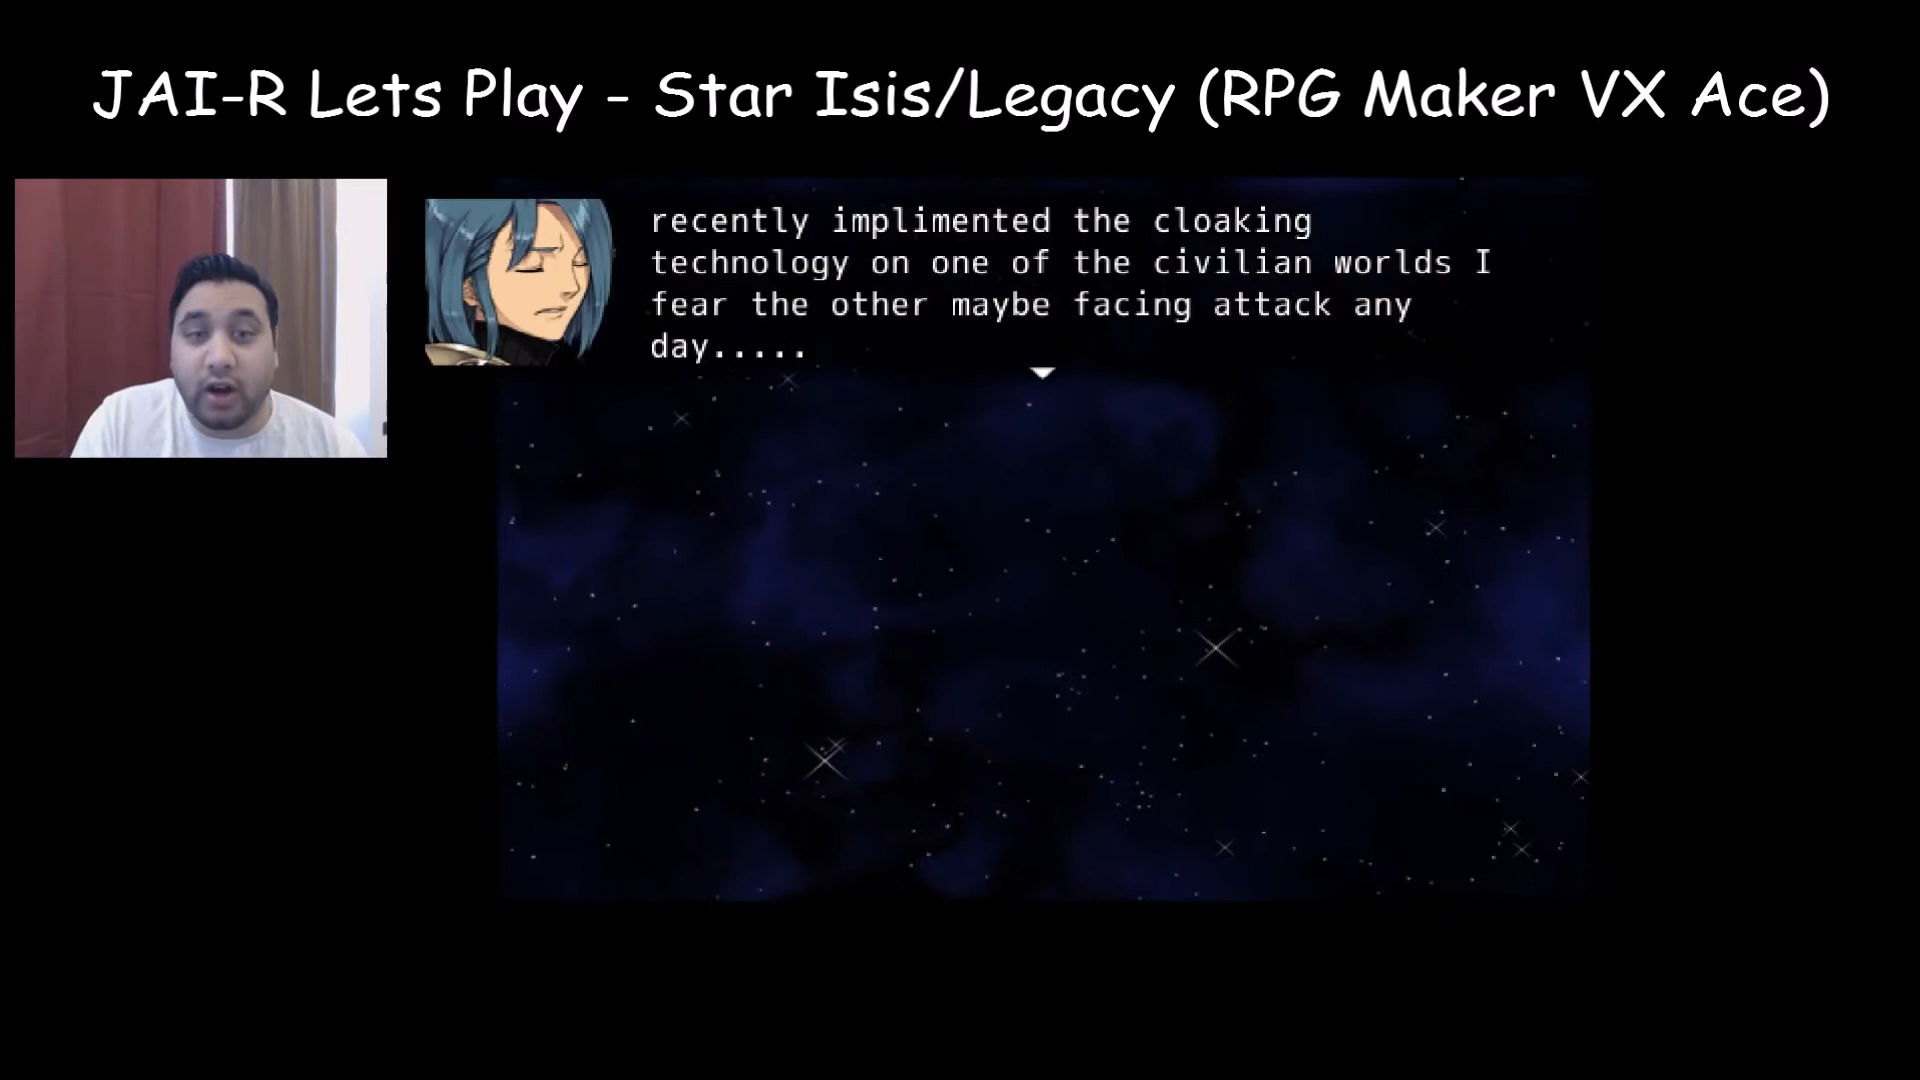 JAI-R Lets Play - Star Isis/Legacy (RPG Maker VX Ace)
recently implimented the cloaking
technology on one of the civilian worlds I
fear the other maybe facing attack any
day.....